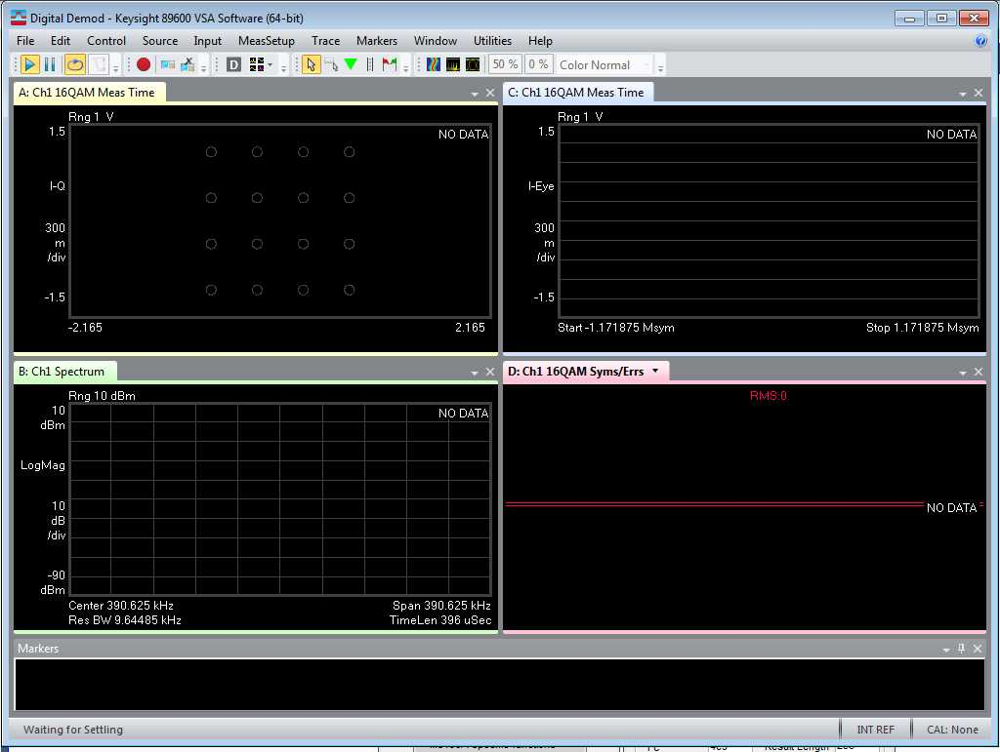 Digital Demod - Keysight 89600 VSA Software (64-bit)
File Edit Control Source Input MeasSetup Trace Markers Window Utilities Help
D 50 % 0 % Color Normal
A: Ch1 16QAM Meas Time
Rng 1 V
1.5
NO DATA
I-Q
300
m
/div
-1.5
-2.165 2.165
C: Ch1 16QAM Meas Time
Rng 1 V
1.5
NO DATA
I-Eye
300
m
/div
-1.5
Start -1.171875 Msym Stop 1.171875 Msym
B: Ch1 Spectrum
Rng 10 dBm
10
dBm
NO DATA
LogMag
10
dB
/div
-90
dBm
Center 390.625 kHz Span 390.625 kHz
Res BW 9.64485 kHz TimeLen 396 uSec
D: Ch1 16QAM Syms/Errs
RMS:0
NO DATA
Markers
Waiting for Settling INT REF CAL: None